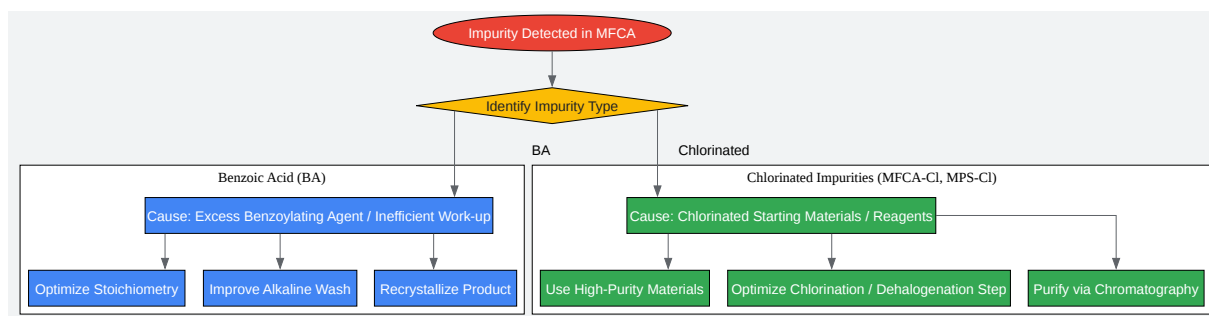 Impurity Detected in MFCA
Identify Impurity Type
BA
Chlorinated
Benzoic Acid (BA)
Cause: Excess Benzoylating Agent / Inefficient Work-up
Optimize Stoichiometry
Improve Alkaline Wash
Recrystallize Product
Chlorinated Impurities (MFCA-Cl, MPS-Cl)
Cause: Chlorinated Starting Materials / Reagents
Use High-Purity Materials
Optimize Chlorination / Dehalogenation Step
Purify via Chromatography